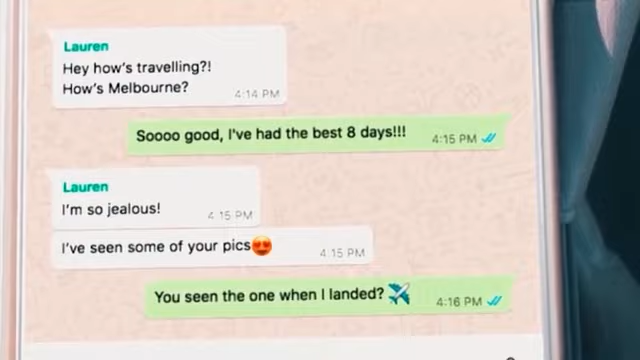 Lauren
Hey how's travelling?!
How's Melbourne?
4:14 PM
Soooo good, I've had the best 8 days!!!
4:15 PM
Lauren
I'm so jealous!
4:15 PM
I've seen some of your pics😍
4:15 PM
You seen the one when I landed? ✈️
4:16 PM